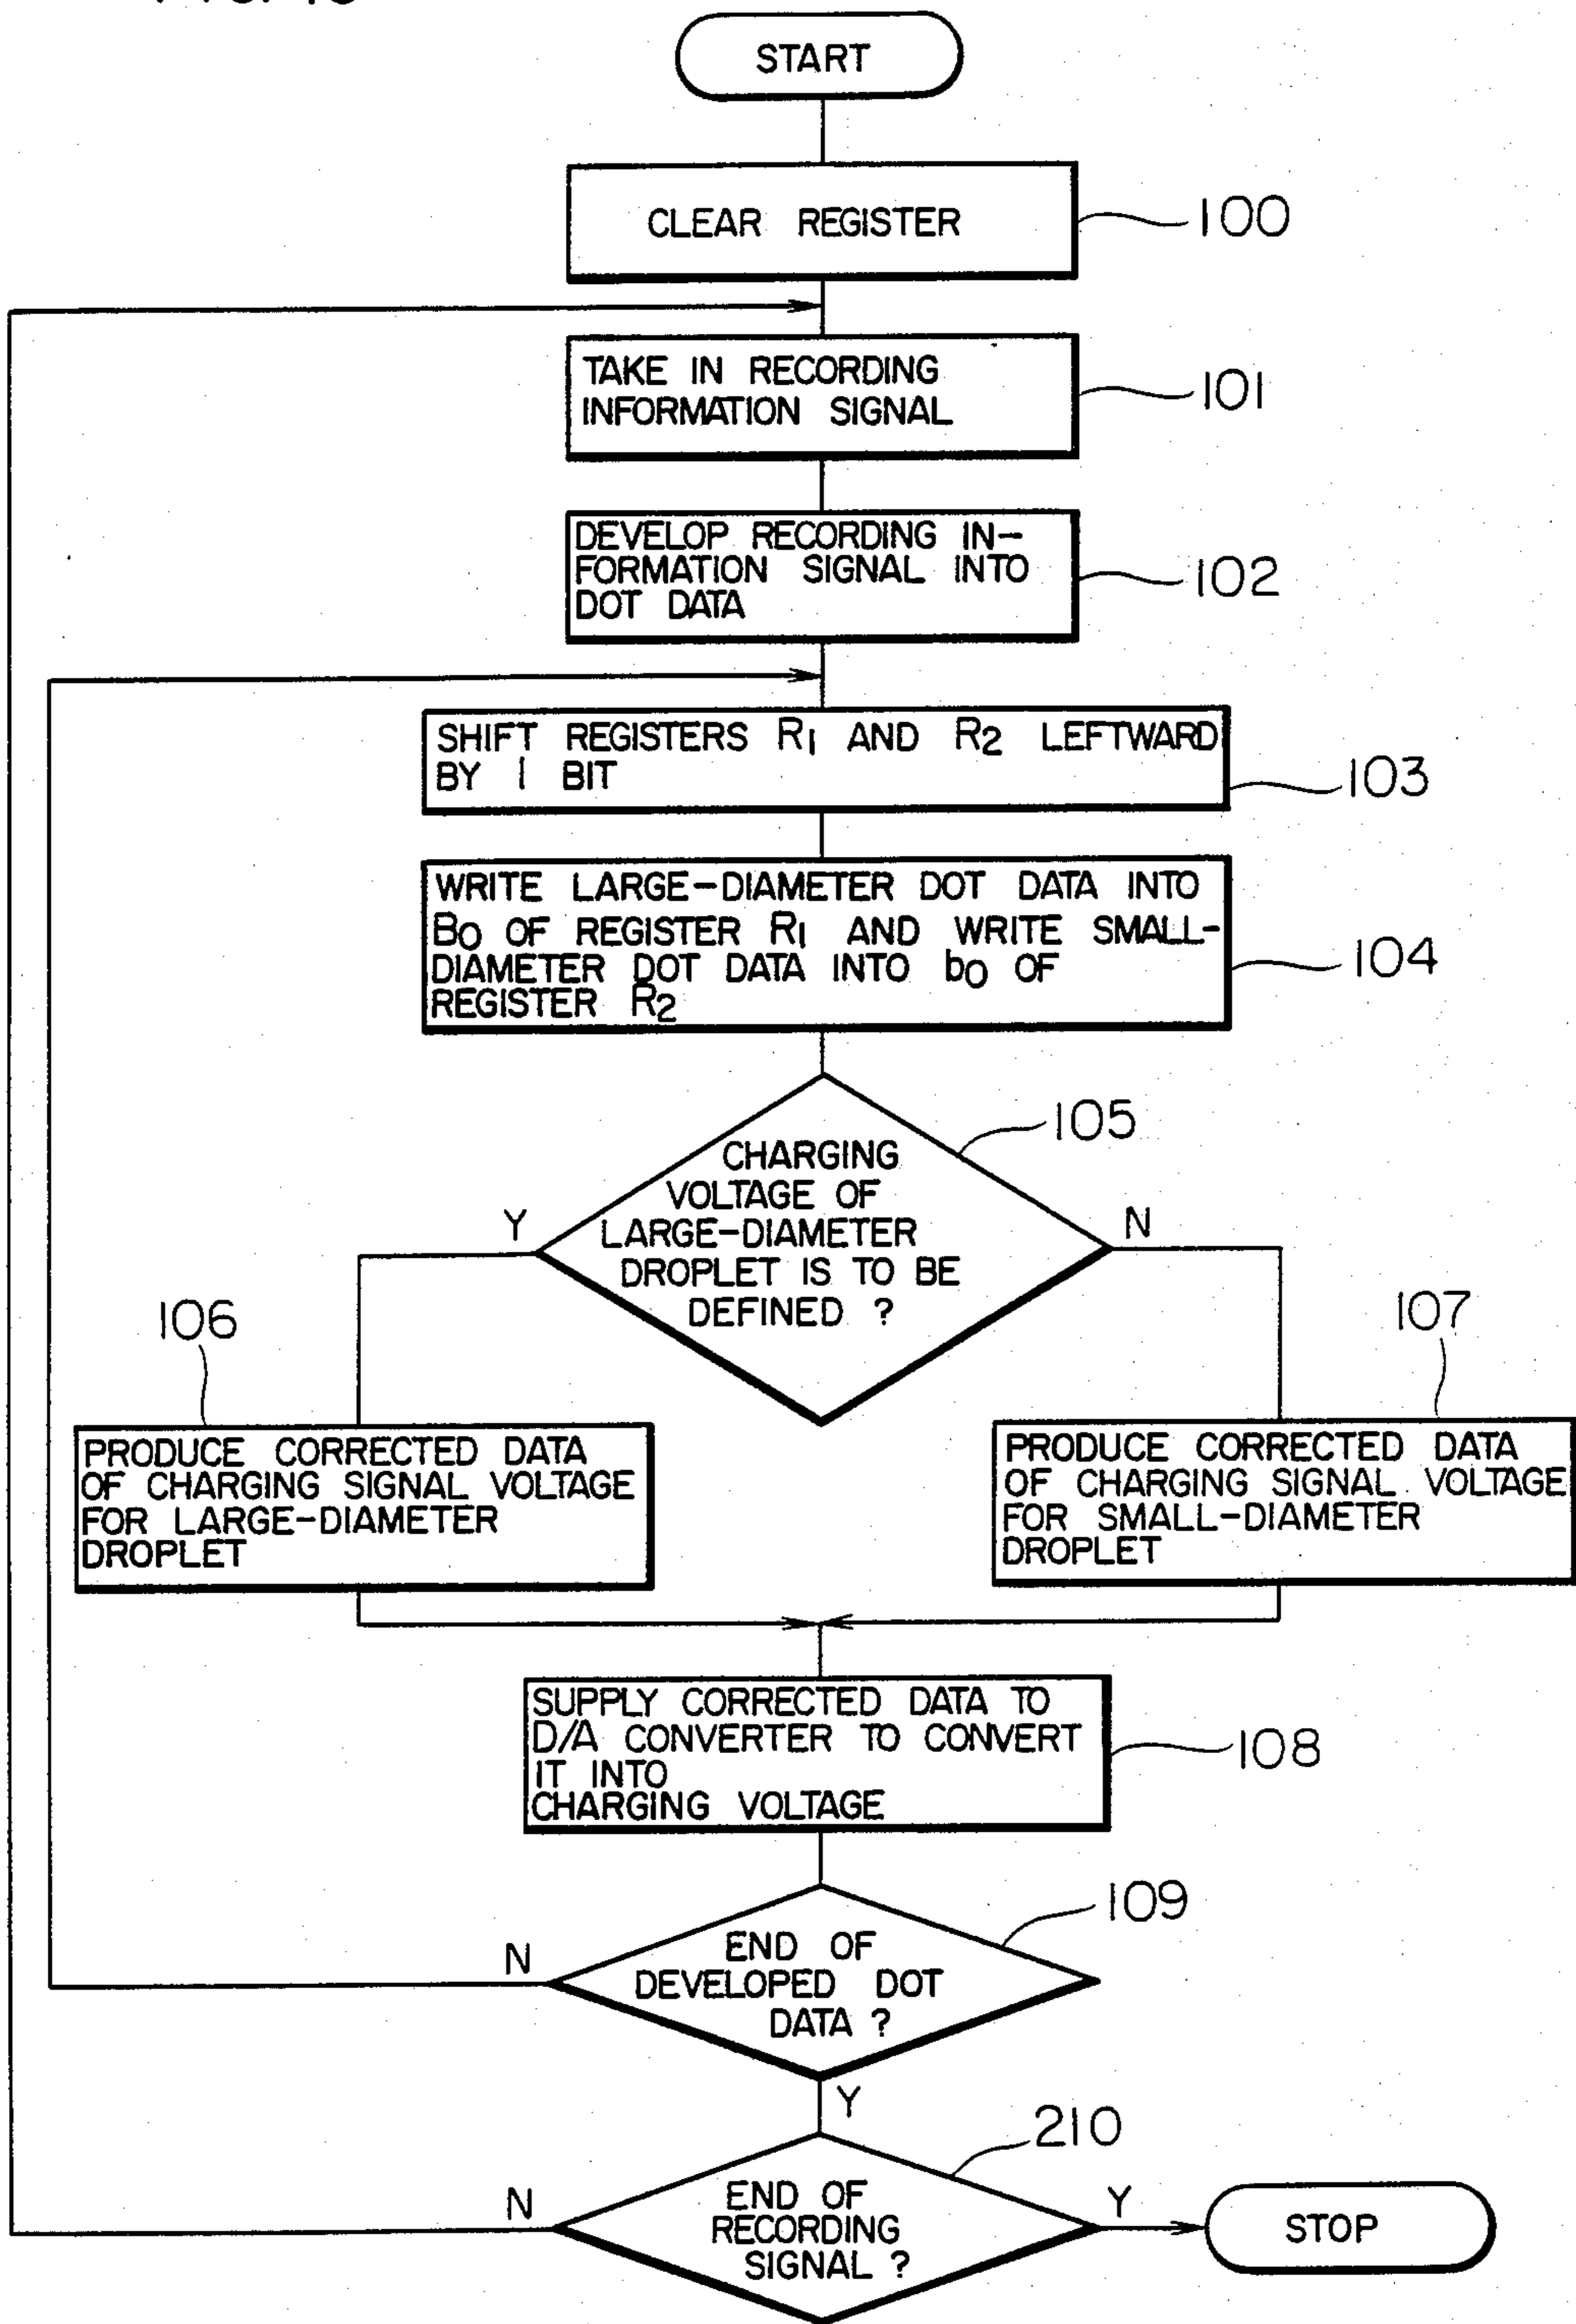 START
CLEAR REGISTER
100
TAKE IN RECORDING
INFORMATION SIGNAL
101
DEVELOP RECORDING IN-
FORMATION SIGNAL INTO
DOT DATA
102
SHIFT REGISTERS R1 AND R2 LEFTWARD
BY 1 BIT
103
WRITE LARGE-DIAMETER DOT DATA INTO
B0 OF REGISTER R1 AND WRITE SMALL-
DIAMETER DOT DATA INTO b0 OF
REGISTER R2
104
105
CHARGING
VOLTAGE OF
LARGE-DIAMETER
DROPLET IS TO BE
DEFINED ?
Y
N
106
107
PRODUCE CORRECTED DATA
OF CHARGING SIGNAL VOLTAGE
FOR LARGE-DIAMETER
DROPLET
PRODUCE CORRECTED DATA
OF CHARGING SIGNAL VOLTAGE
FOR SMALL-DIAMETER
DROPLET
SUPPLY CORRECTED DATA TO
D/A CONVERTER TO CONVERT
IT INTO
CHARGING VOLTAGE
108
109
END OF
DEVELOPED DOT
DATA ?
N
Y
210
END OF
RECORDING
SIGNAL ?
N
Y
STOP